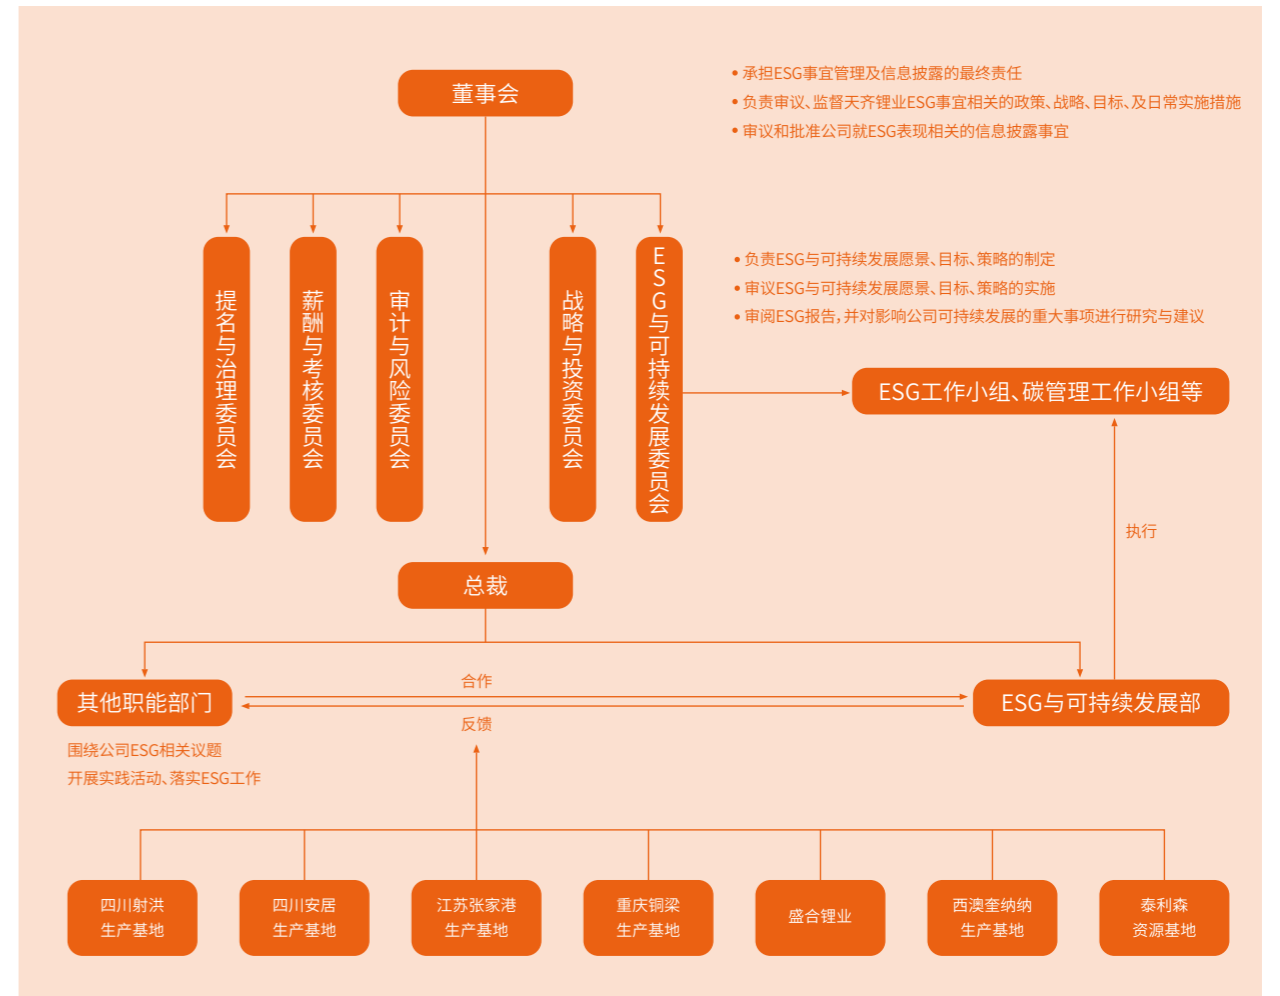 董事会
• 承担ESG事宜管理及信息披露的最终责任
• 负责审议、监督天齐锂业ESG事宜相关的政策、战略、目标、及日常实施措施
• 审议和批准公司就ESG表现相关的信息披露事宜
提名与治理委员会
薪酬与考核委员会
审计与风险委员会
战略与投资委员会
ESG与可持续发展委员会
• 负责ESG与可持续发展愿景、目标、策略的制定
• 审议ESG与可持续发展愿景、目标、策略的实施
• 审阅ESG报告，并对影响公司可持续发展的重大事项进行研究与建议
ESG工作小组、碳管理工作小组等
执行
总裁
其他职能部门
合作
反馈
ESG与可持续发展部
围绕公司ESG相关议题
开展实践活动、落实ESG工作
四川射洪
生产基地
四川安居
生产基地
江苏张家港
生产基地
重庆铜梁
生产基地
盛合锂业
西澳奎纳纳
生产基地
泰利森
资源基地